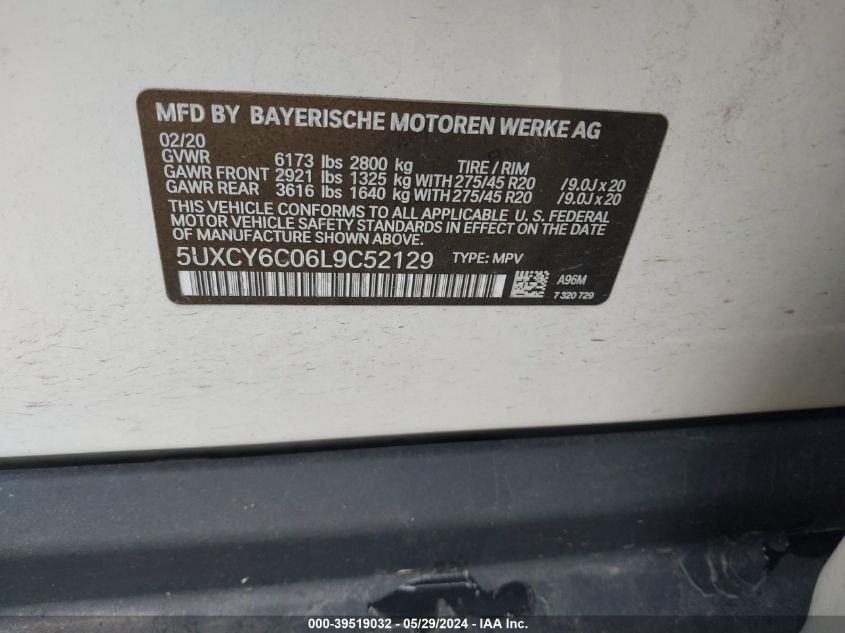 MFD BY BAYERISCHE MOTOREN WERKE AG
02/20
GVWR 6173 lbs 2800 kg TIRE / RIM
GAWR FRONT 2921 lbs 1325 kg WITH 275/45 R20 / 9.0J x 20
GAWR REAR 3616 lbs 1640 kg WITH 275/45 R20 / 9.0J x 20
THIS VEHICLE CONFORMS TO ALL APPLICABLE U. S. FEDERAL
MOTOR VEHICLE SAFETY STANDARDS IN EFFECT ON THE DATE
OF MANUFACTURE SHOWN ABOVE.
5UXCY6C06L9C52129 TYPE: MPV
A96M
7 320 729
000-39519032 - 05/29/2024 - IAA Inc.